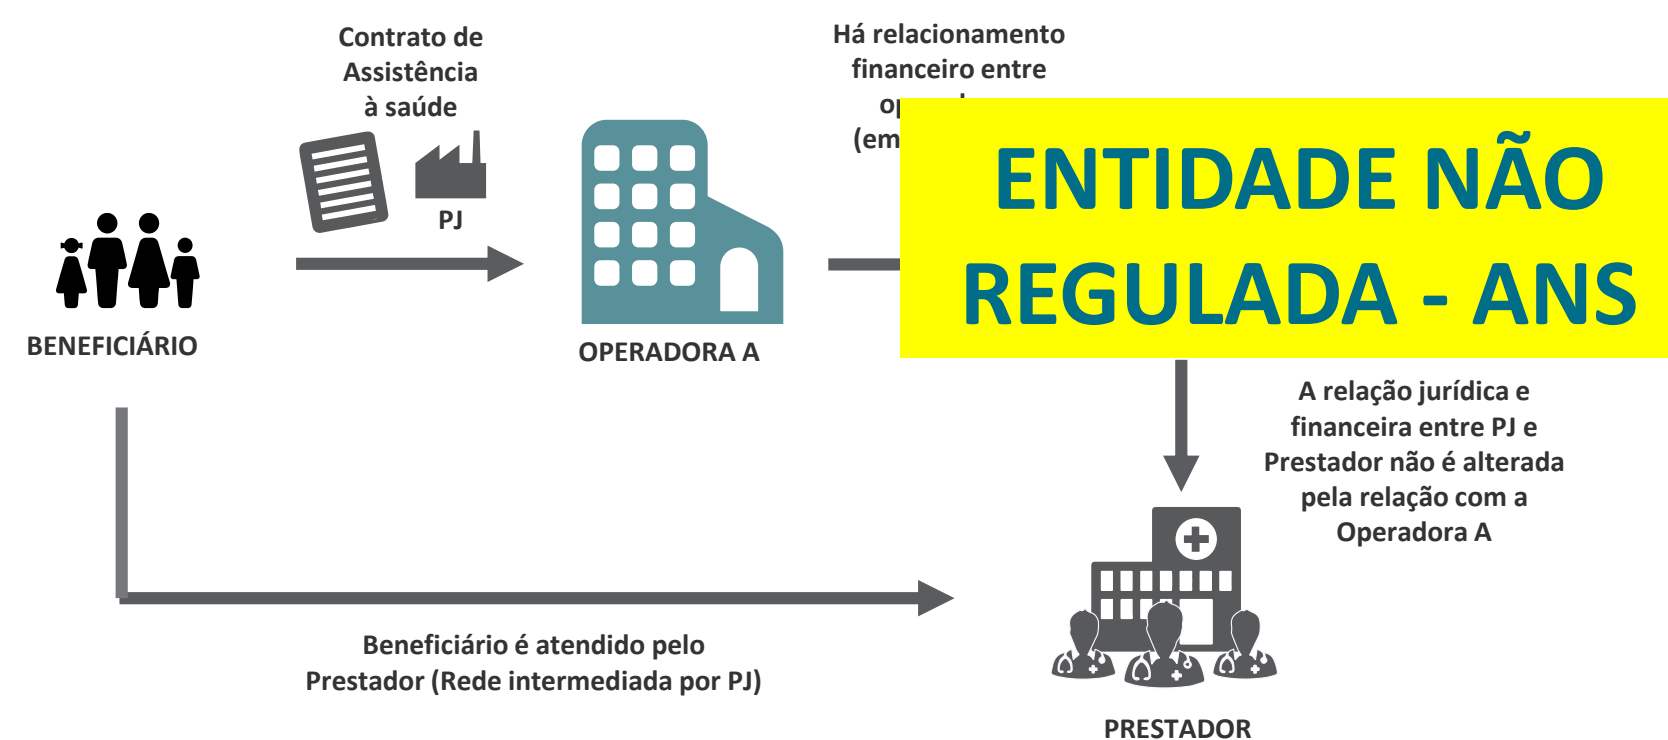 Contrato de
Assistência
à saúde
PJ
Há relacionamento
financeiro entre
(em
ENTIDADE NÃO
REGULADA - ANS
BENEFICIÁRIO
OPERADORA A
A relação jurídica e
financeira entre PJ e
Prestador não é alterada
pela relação com a
Operadora A
Beneficiário é atendido pelo
Prestador (Rede intermediada por PJ)
PRESTADOR